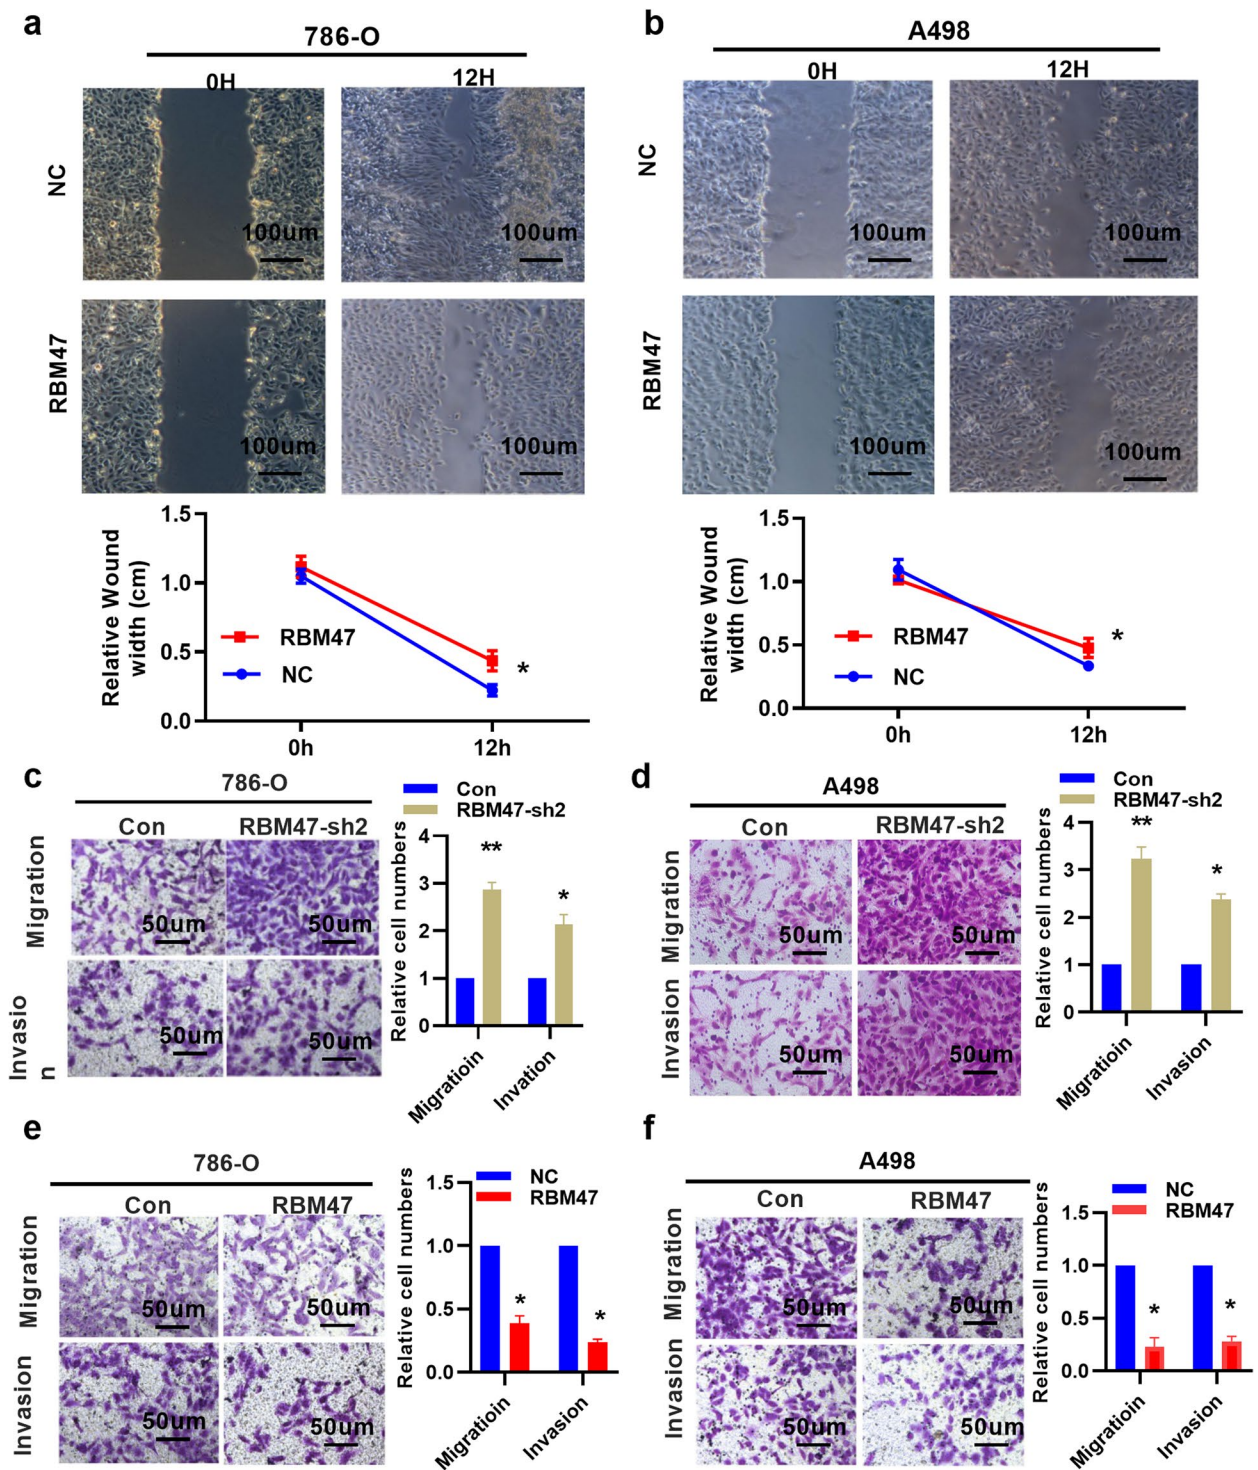 a
786-O
0H
12H
NC
100um
100um
RBM47
100um
100um
1.5
1.0
0.5
0.0
Relative Wound
width (cm)
RBM47
NC
*
0h
12h
b
A498
0H
12H
NC
100um
100um
RBM47
100um
100um
1.5
1.0
0.5
0.0
Relative Wound
width (cm)
RBM47
NC
*
0h
12h
c
786-O
Con
RBM47-sh2
Migration
50um
50um
Invasio
n
50um
50um
Con
RBM47-sh2
Relative cell numbers
4
3
2
1
0
**
*
Migratioin
Invation
d
A498
Con
RBM47-sh2
Migration
50um
50um
Invasion
50um
50um
Con
RBM47-sh2
Relative cell numbers
4
3
2
1
0
**
*
Migratioin
Invasion
e
786-O
Con
RBM47
Migration
50um
50um
Invasion
50um
50um
NC
RBM47
Relative cell numbers
1.5
1.0
0.5
0.0
*
*
Migratioin
Invasion
f
A498
Con
RBM47
Migration
50um
50um
Invasion
50um
50um
NC
RBM47
Relative cell numbers
1.5
1.0
0.5
0.0
*
*
Migratioin
Invasion